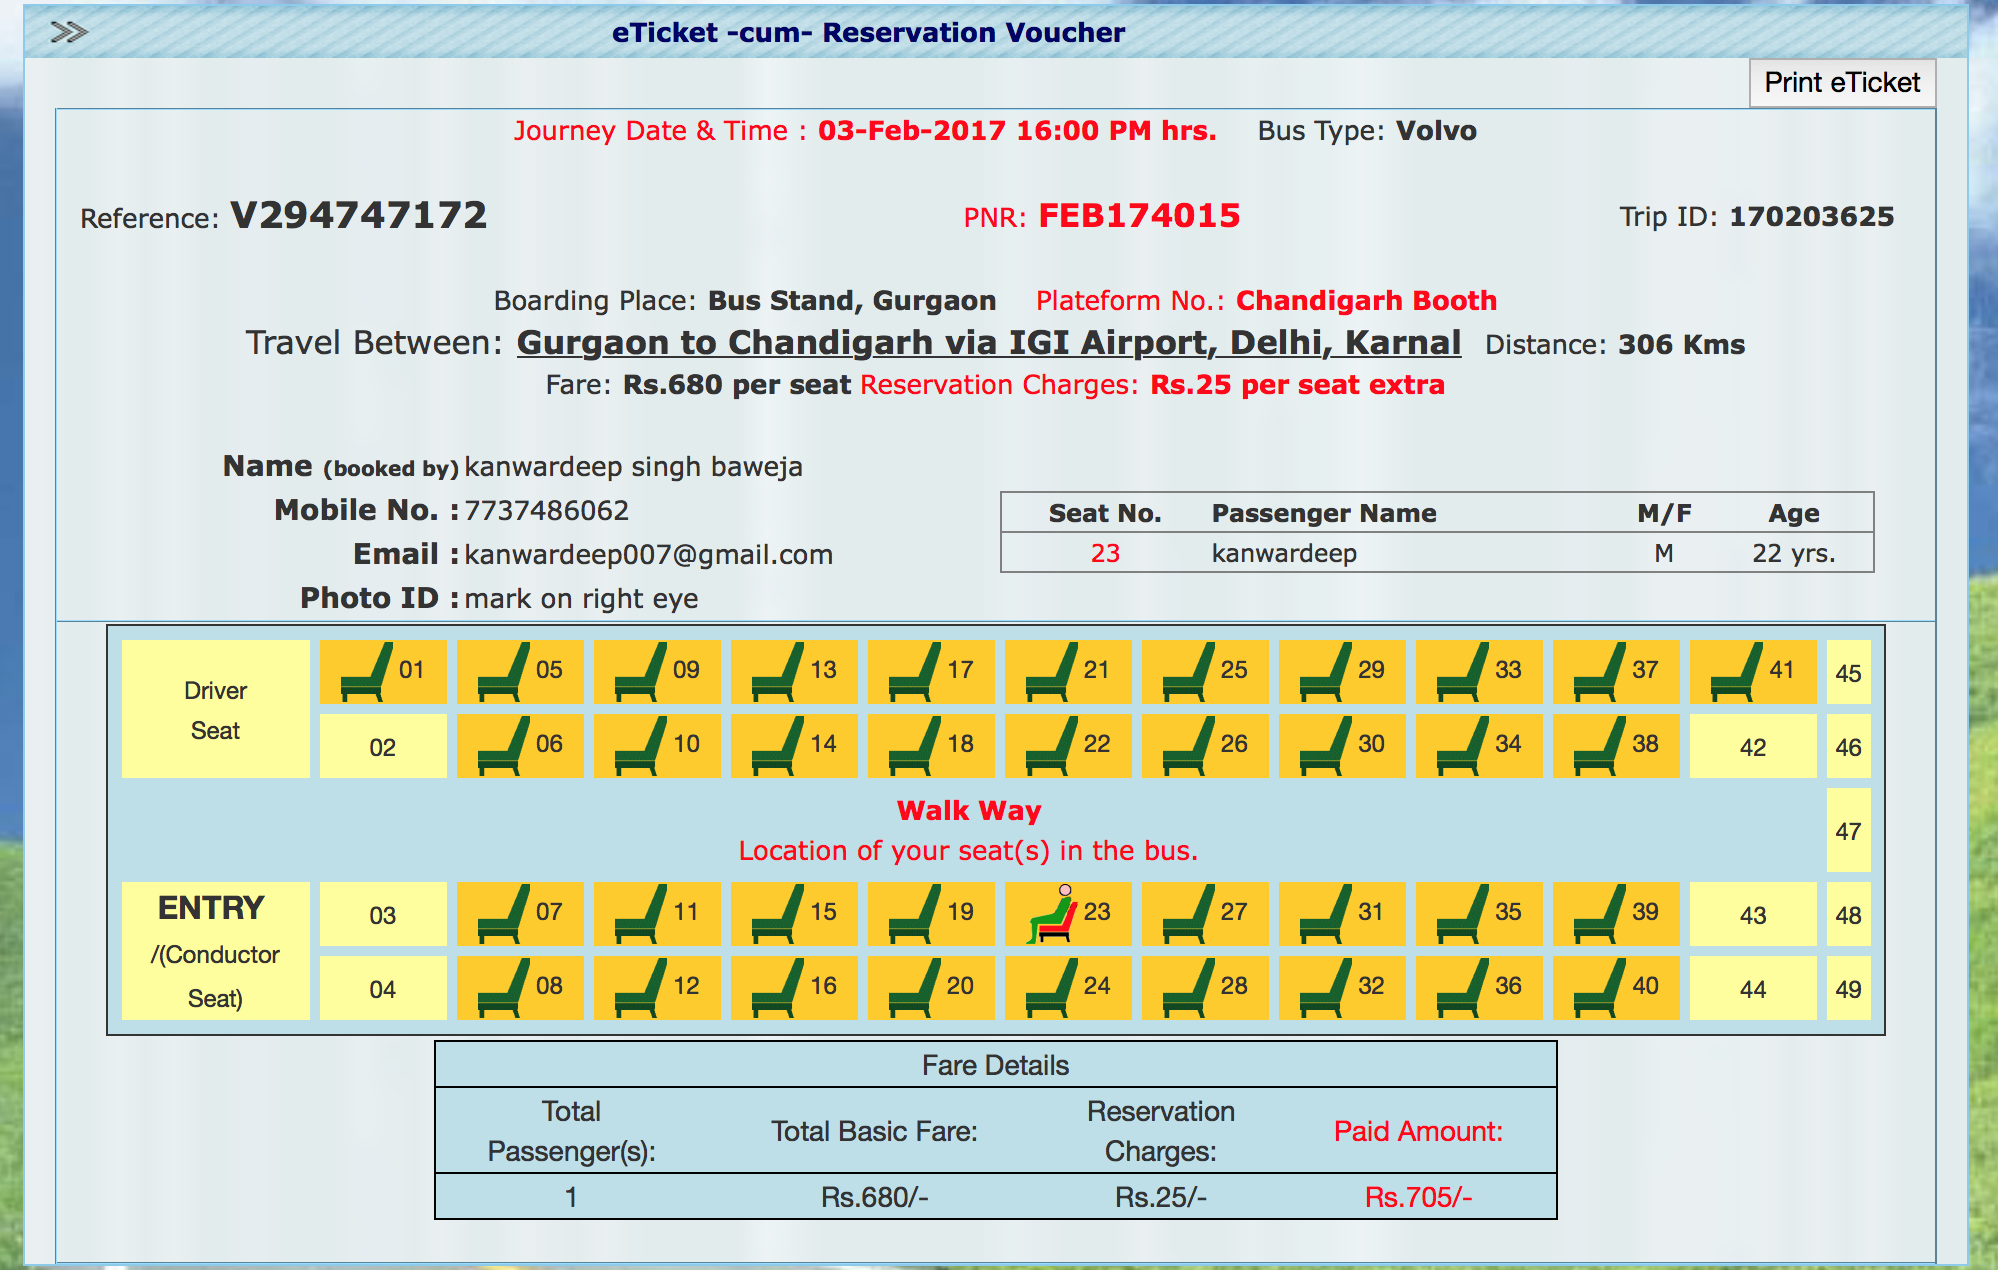 eTicket -cum- Reservation Voucher
Print eTicket
Journey Date & Time : 03-Feb-2017 16:00 PM hrs. Bus Type: Volvo
Reference: V294747172 PNR: FEB174015 Trip ID: 170203625
Boarding Place: Bus Stand, Gurgaon Plateform No.: Chandigarh Booth
Travel Between: Gurgaon to Chandigarh via IGI Airport, Delhi, Karnal Distance: 306 Kms
Fare: Rs.680 per seat Reservation Charges: Rs.25 per seat extra
Name (booked by) kanwardeep singh baweja
Mobile No. : 7737486062
Email : kanwardeep007@gmail.com
Photo ID : mark on right eye
Seat No. Passenger Name M/F Age
23 kanwardeep M 22 yrs.
Driver
Seat
01 05 09 13 17 21 25 29 33 37 41 45
02 06 10 14 18 22 26 30 34 38 42 46
Walk Way
Location of your seat(s) in the bus.
47
ENTRY
/(Conductor
Seat)
03 07 11 15 19 23 27 31 35 39 43 48
04 08 12 16 20 24 28 32 36 40 44 49
Fare Details
Total
Passenger(s):
Total Basic Fare:
Reservation
Charges:
Paid Amount:
1 Rs.680/- Rs.25/- Rs.705/-